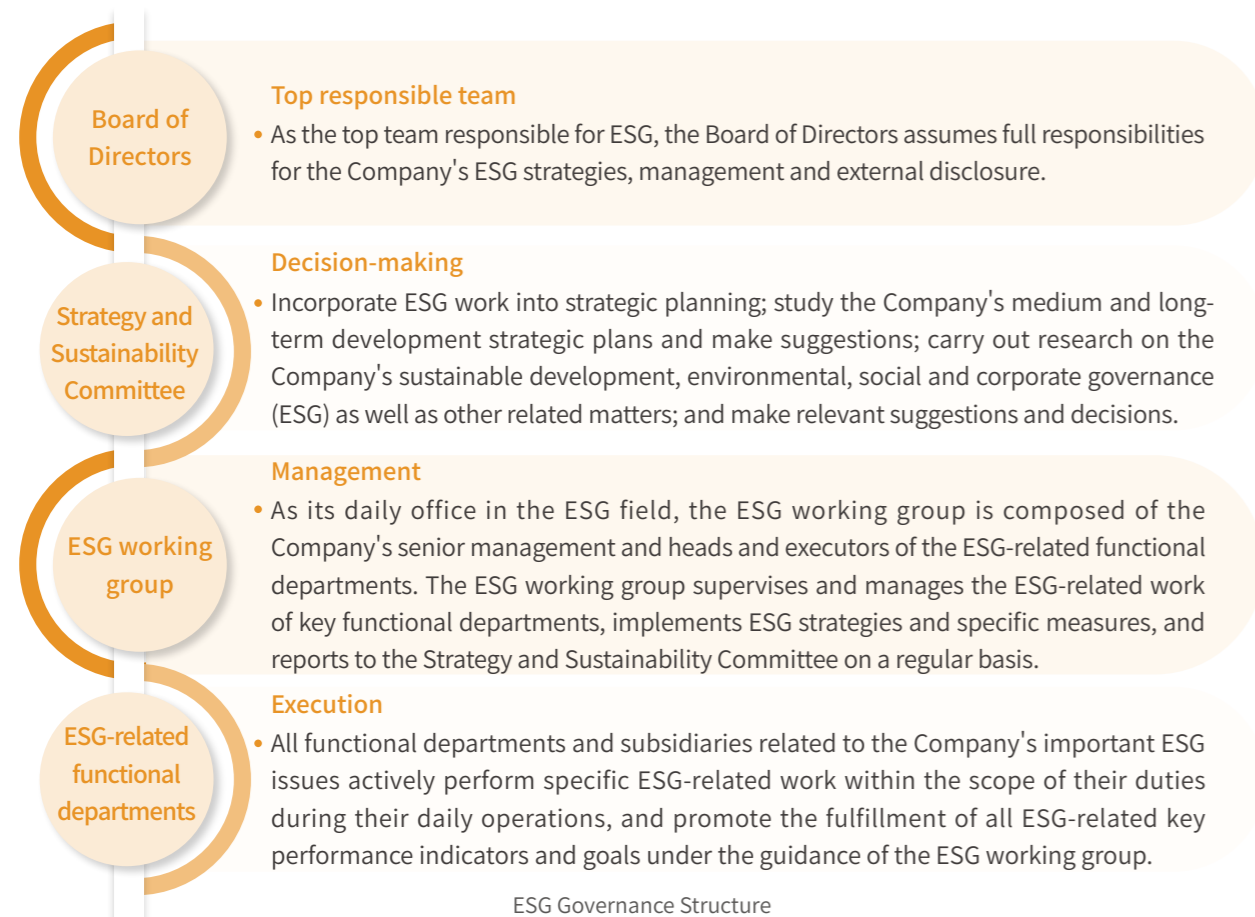 Board of
Directors
Top responsible team
• As the top team responsible for ESG, the Board of Directors assumes full responsibilities
for the Company's ESG strategies, management and external disclosure.
Strategy and
Sustainability
Committee
Decision-making
• Incorporate ESG work into strategic planning; study the Company's medium and long-
term development strategic plans and make suggestions; carry out research on the
Company's sustainable development, environmental, social and corporate governance
(ESG) as well as other related matters; and make relevant suggestions and decisions.
ESG working
group
Management
• As its daily office in the ESG field, the ESG working group is composed of the
Company's senior management and heads and executors of the ESG-related functional
departments. The ESG working group supervises and manages the ESG-related work
of key functional departments, implements ESG strategies and specific measures, and
reports to the Strategy and Sustainability Committee on a regular basis.
ESG-related
functional
departments
Execution
• All functional departments and subsidiaries related to the Company's important ESG
issues actively perform specific ESG-related work within the scope of their duties
during their daily operations, and promote the fulfillment of all ESG-related key
performance indicators and goals under the guidance of the ESG working group.
ESG Governance Structure